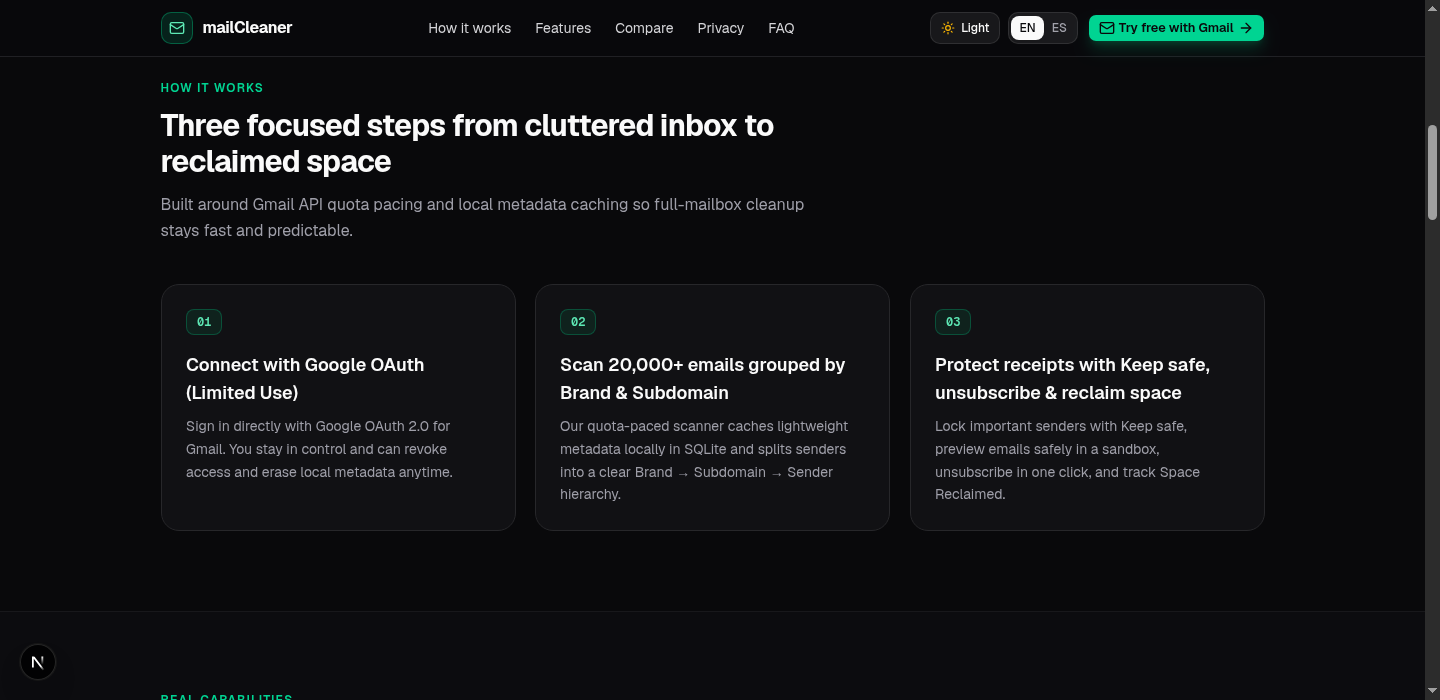 mailCleaner
How it works
Features
Compare
Privacy
FAQ
Light
EN
ES
Try free with Gmail →
HOW IT WORKS
Three focused steps from cluttered inbox to
reclaimed space
Built around Gmail API quota pacing and local metadata caching so full-mailbox cleanup
stays fast and predictable.
01
Connect with Google OAuth
(Limited Use)
Sign in directly with Google OAuth 2.0 for
Gmail. You stay in control and can revoke
access and erase local metadata anytime.
02
Scan 20,000+ emails grouped by
Brand & Subdomain
Our quota-paced scanner caches lightweight
metadata locally in SQLite and splits senders
into a clear Brand → Subdomain → Sender
hierarchy.
03
Protect receipts with Keep safe,
unsubscribe & reclaim space
Lock important senders with Keep safe,
preview emails safely in a sandbox,
unsubscribe in one click, and track Space
Reclaimed.
N
REAL CAPABILITIES